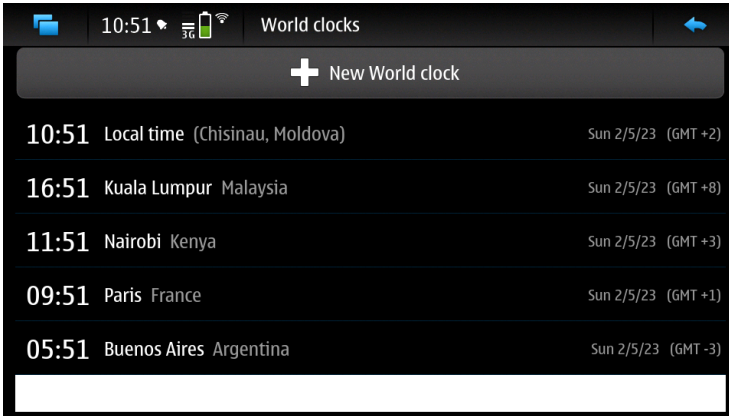 10:51 3G World clocks
New World clock
10:51 Local time (Chisinau, Moldova) Sun 2/5/23 (GMT +2)
16:51 Kuala Lumpur Malaysia Sun 2/5/23 (GMT +8)
11:51 Nairobi Kenya Sun 2/5/23 (GMT +3)
09:51 Paris France Sun 2/5/23 (GMT +1)
05:51 Buenos Aires Argentina Sun 2/5/23 (GMT -3)